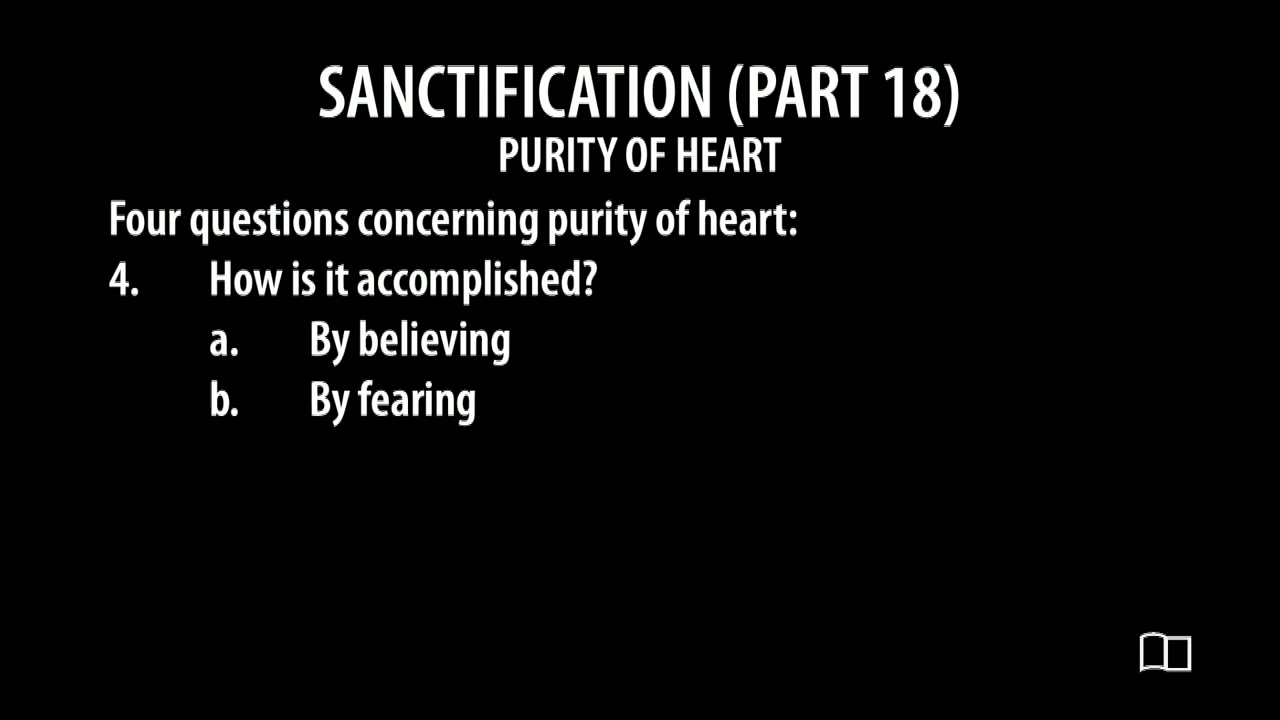 SANCTIFICATION (PART 18)
PURITY OF HEART
Four questions concerning purity of heart:
4. How is it accomplished?
a. By believing
b. By fearing